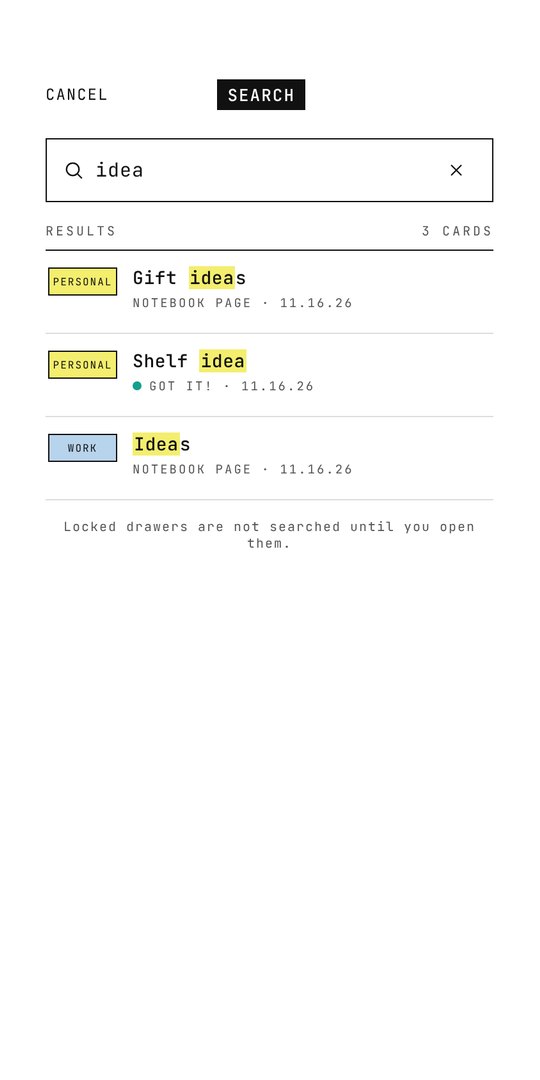 CANCEL SEARCH
idea
RESULTS 3 CARDS
PERSONAL Gift ideas
NOTEBOOK PAGE · 11.16.26
PERSONAL Shelf idea
GOT IT! · 11.16.26
WORK Ideas
NOTEBOOK PAGE · 11.16.26
Locked drawers are not searched until you open
them.